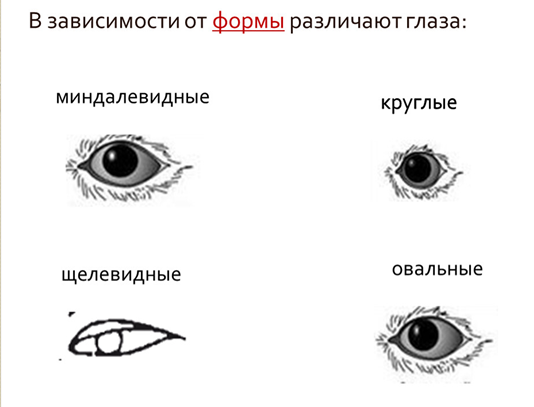 В зависимости от формы различают глаза:
миндалевидные
круглые
щелевидные
овальные